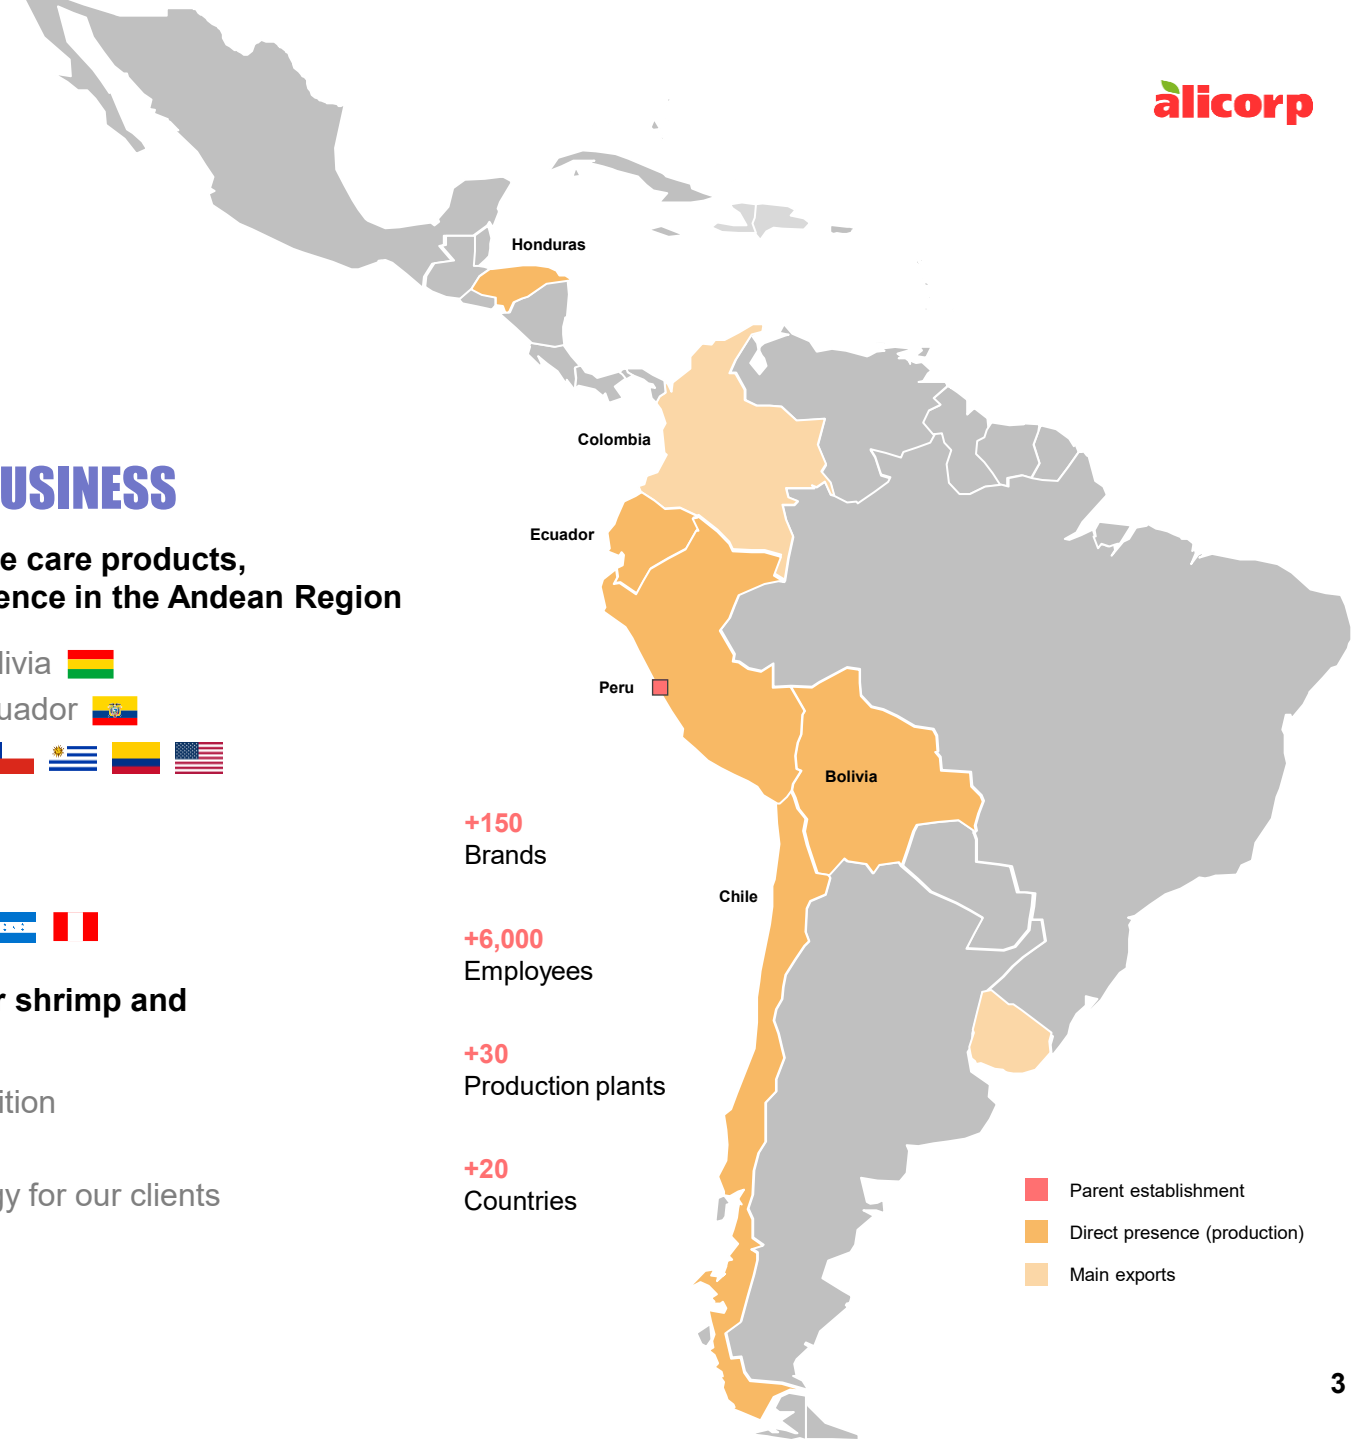 alicorp
Honduras
Colombia
USINESS
Ecuador
e care products,
ence in the Andean Region
livia
uador
Peru
Bolivia
+150
Brands
Chile
+6,000
Employees
r shrimp and
+30
Production plants
ition
+20
Countries
gy for our clients
Parent establishment
Direct presence (production)
Main exports
3